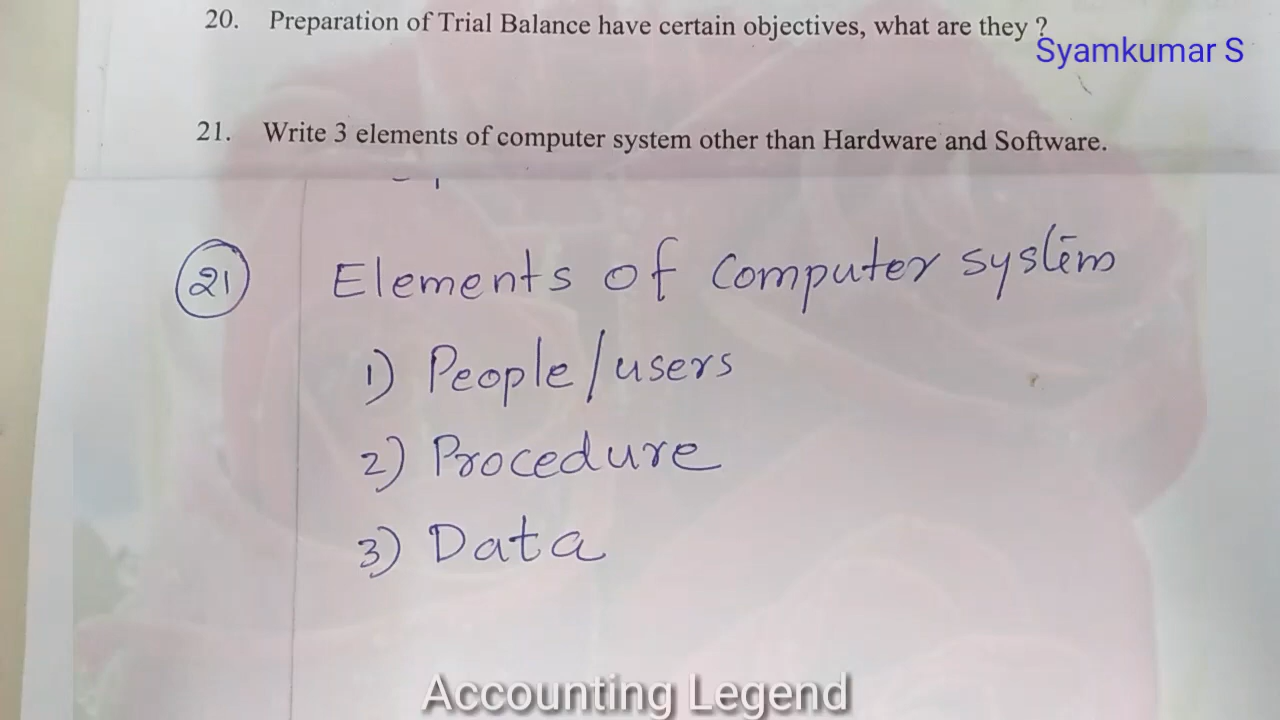 20. Preparation of Trial Balance have certain objectives, what are they ?
Syamkumar S
21. Write 3 elements of computer system other than Hardware and Software.
21 Elements of Computer system
1) People/users
2) Procedure
3) Data
Accounting Legend